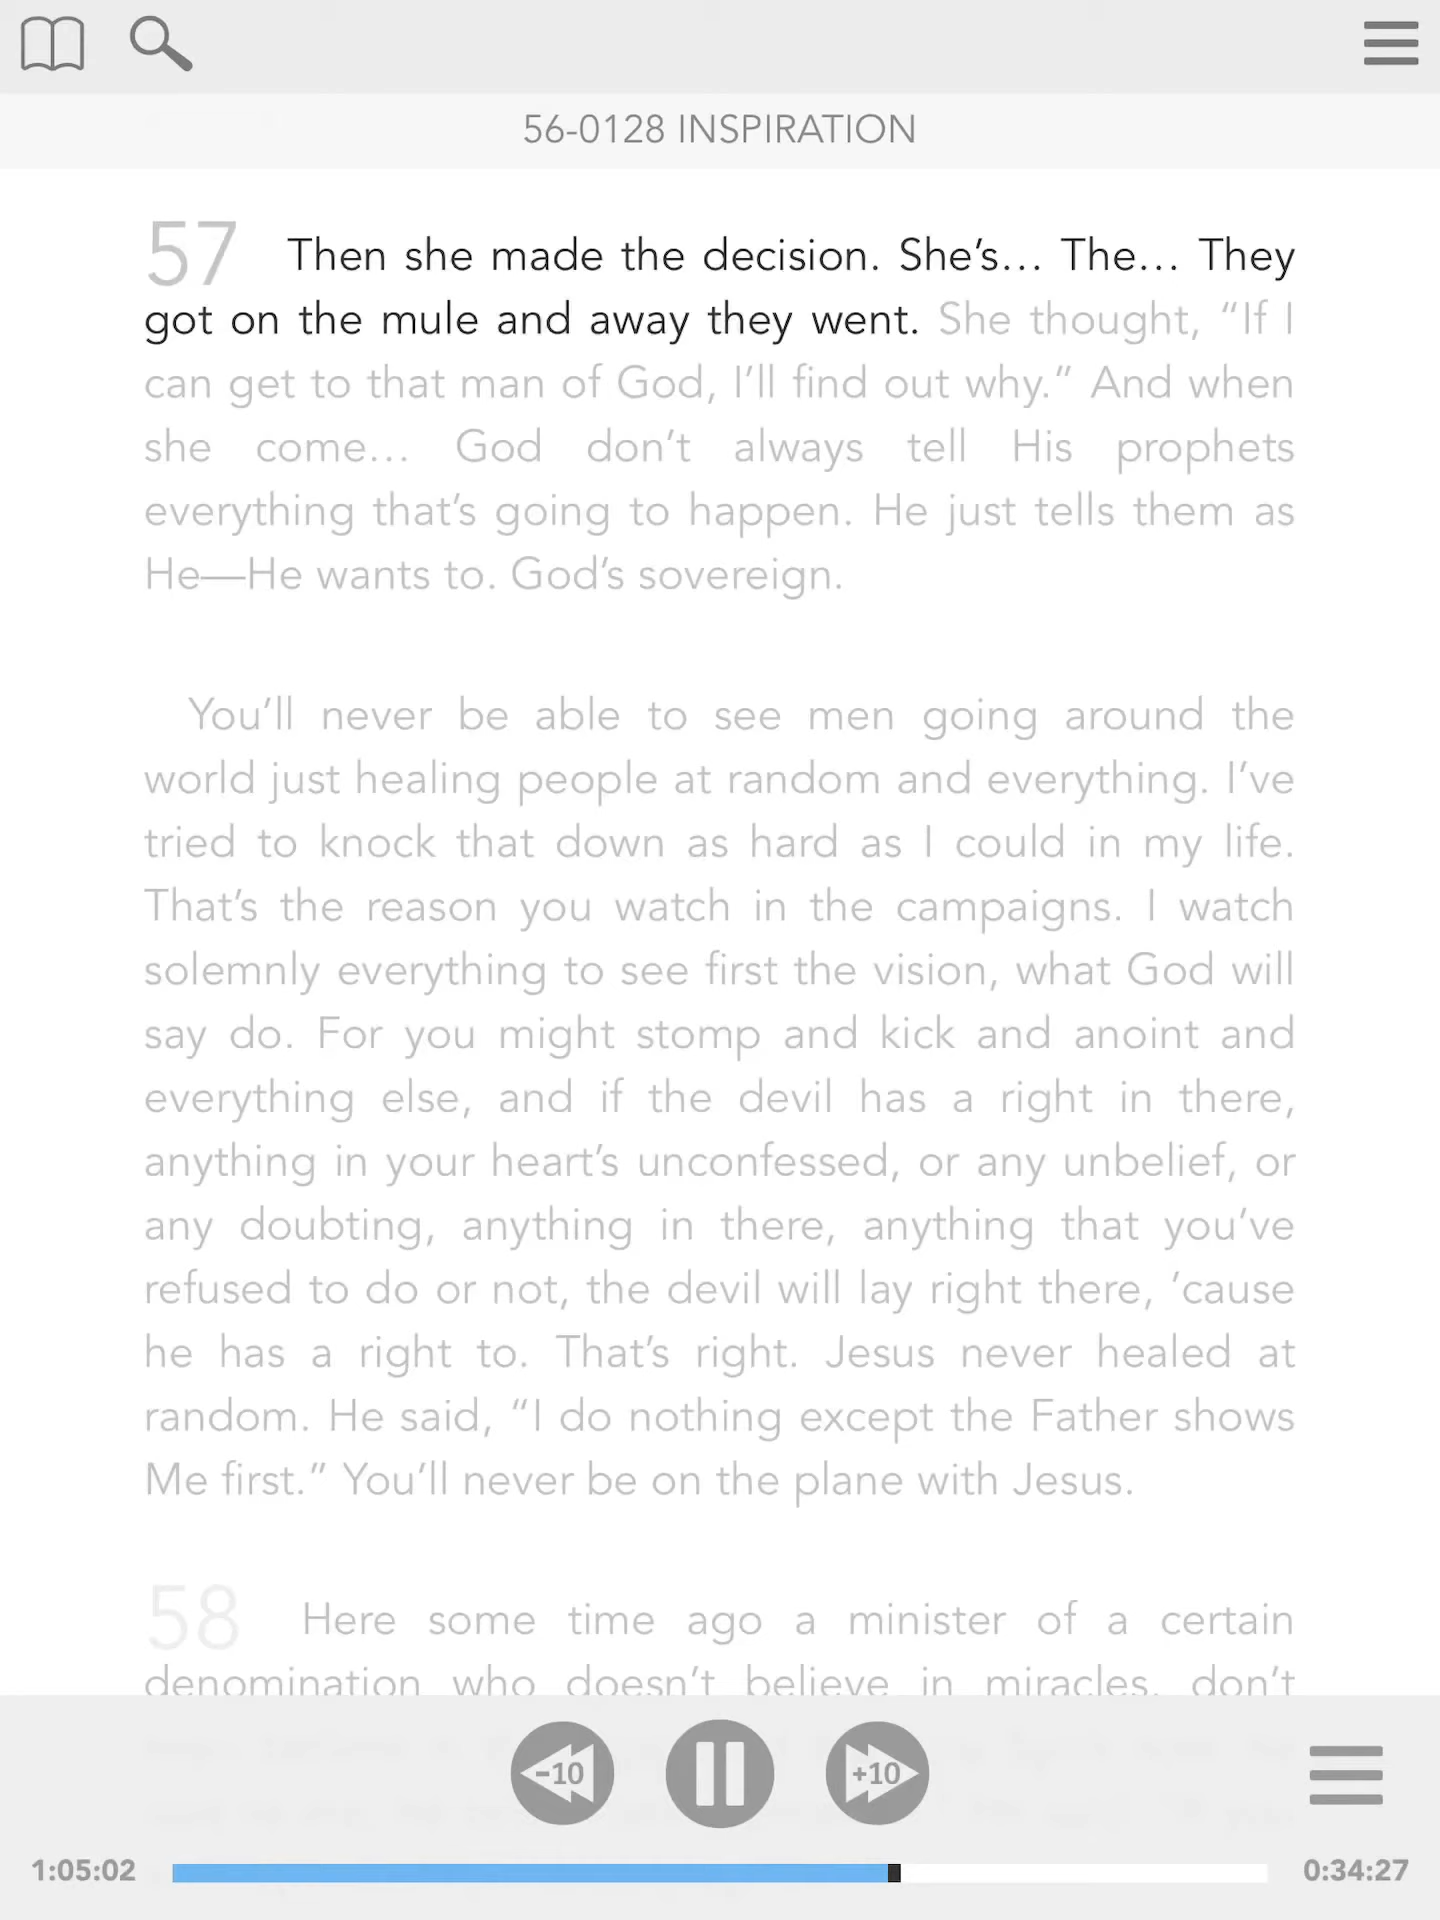 56-0128 INSPIRATION
57 Then she made the decision. She’s… The… They
got on the mule and away they went. She thought, “If I
can get to that man of God, I’ll find out why.” And when
she come… God don’t always tell His prophets
everything that’s going to happen. He just tells them as
He—He wants to. God’s sovereign.
You’ll never be able to see men going around the
world just healing people at random and everything. I’ve
tried to knock that down as hard as I could in my life.
That’s the reason you watch in the campaigns. I watch
solemnly everything to see first the vision, what God will
say do. For you might stomp and kick and anoint and
everything else, and if the devil has a right in there,
anything in your heart’s unconfessed, or any unbelief, or
any doubting, anything in there, anything that you’ve
refused to do or not, the devil will lay right there, ’cause
he has a right to. That’s right. Jesus never healed at
random. He said, “I do nothing except the Father shows
Me first.” You’ll never be on the plane with Jesus.
58 Here some time ago a minister of a certain
denomination who doesn’t believe in miracles, don’t
-10 +10
1:05:02 0:34:27